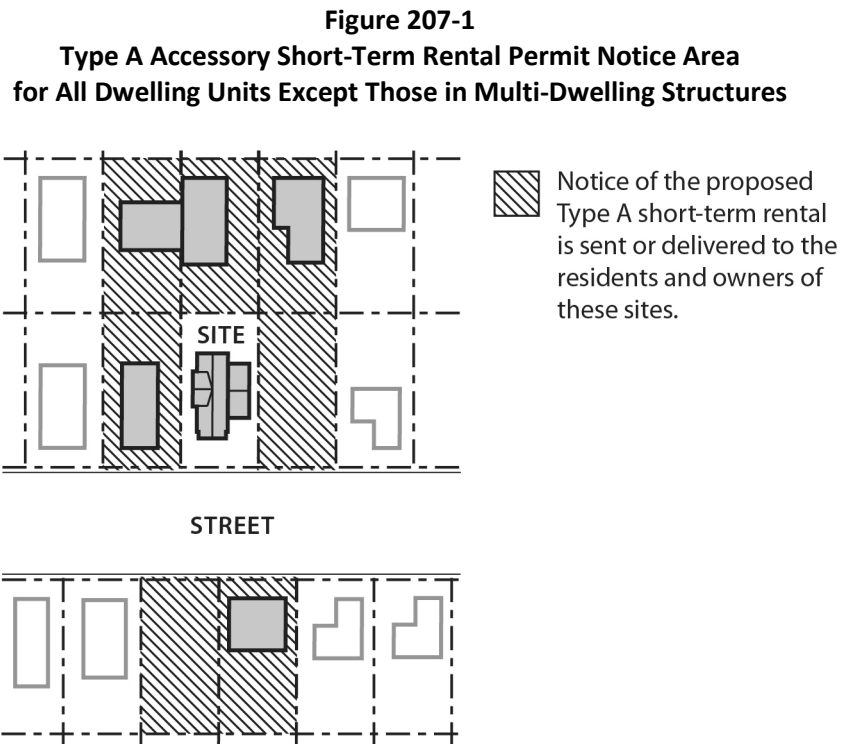 Figure 207-1
Type A Accessory Short-Term Rental Permit Notice Area
for All Dwelling Units Except Those in Multi-Dwelling Structures
Notice of the proposed
Type A short-term rental
is sent or delivered to the
residents and owners of
these sites.
SITE
STREET